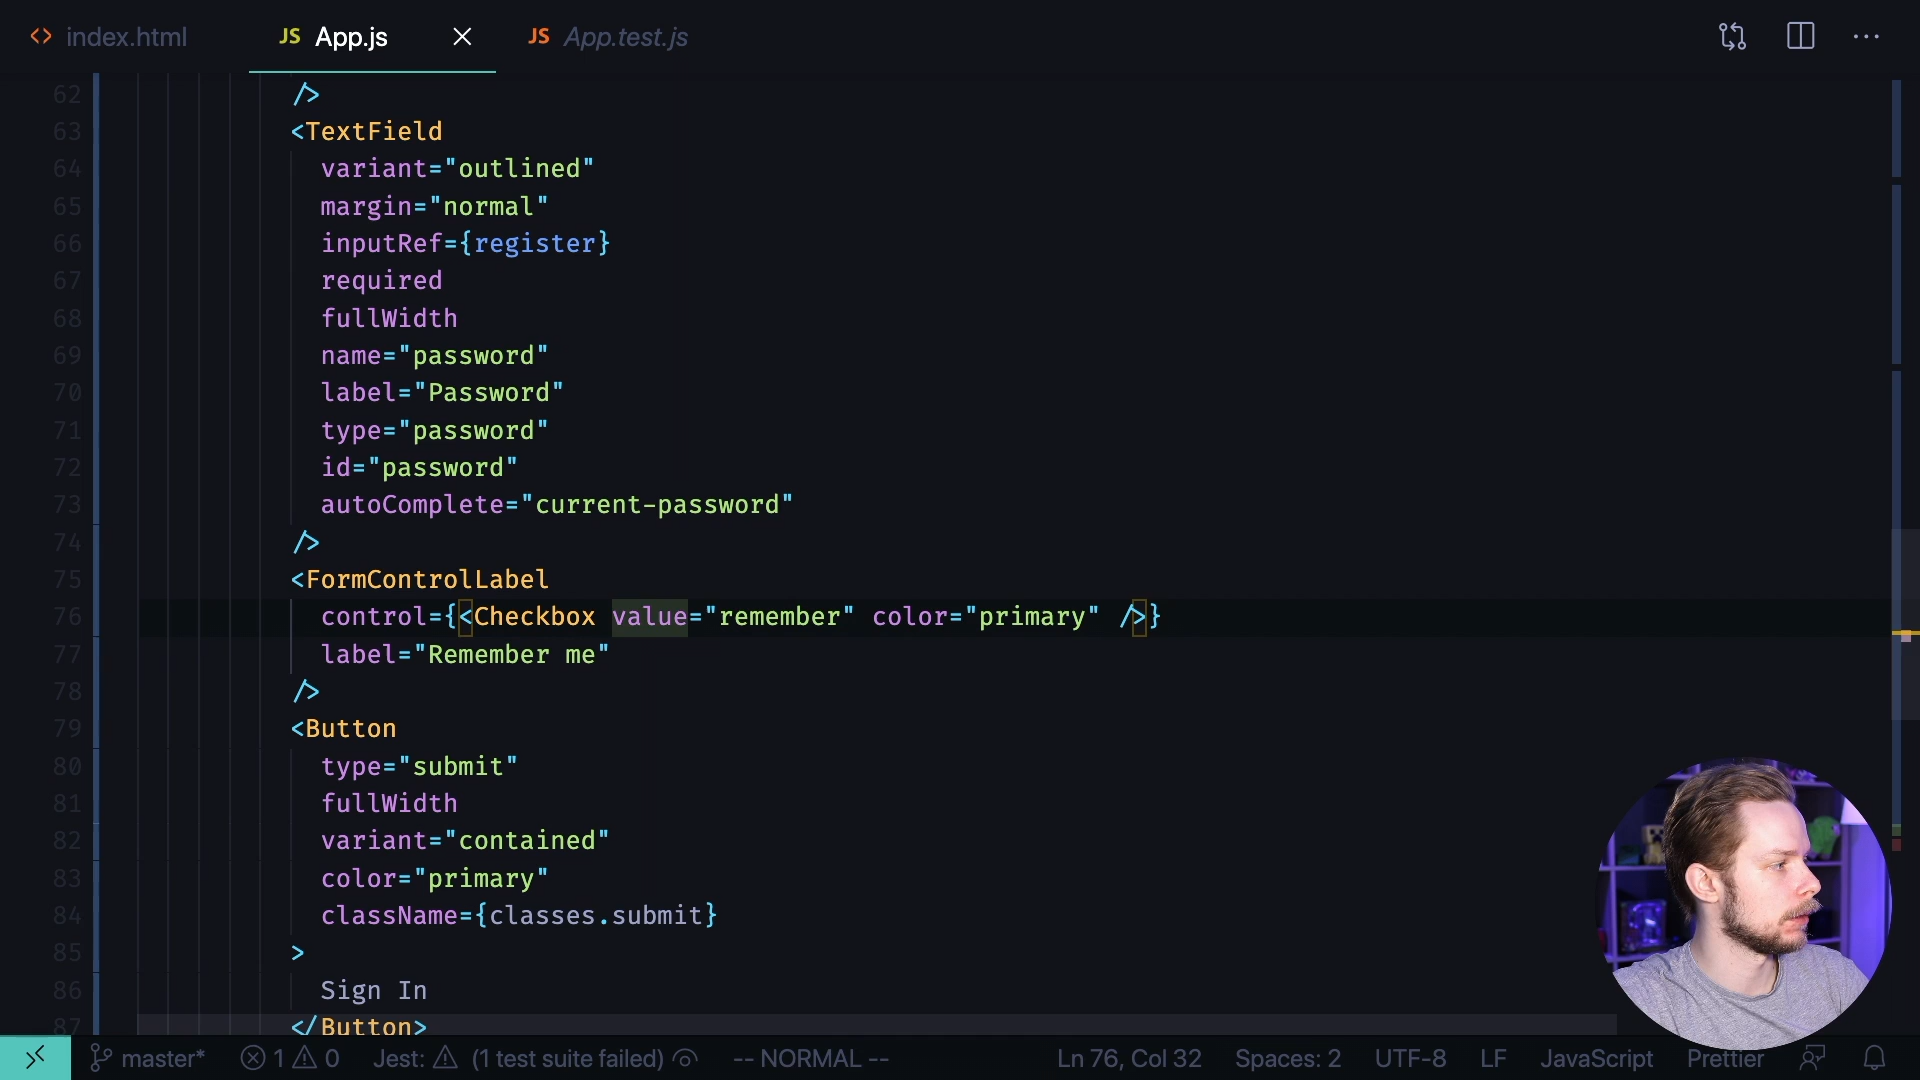 <> index.html
JS App.js
JS App.test.js
62 />
63 <TextField
64 variant="outlined"
65 margin="normal"
66 inputRef={register}
67 required
68 fullWidth
69 name="password"
70 label="Password"
71 type="password"
72 id="password"
73 autoComplete="current-password"
74 />
75 <FormControlLabel
76 control={<Checkbox value="remember" color="primary" />}
77 label="Remember me"
78 />
79 <Button
80 type="submit"
81 fullWidth
82 variant="contained"
83 color="primary"
84 className={classes.submit}
85 >
86 Sign In
87 </Button>
master* 1 0 Jest: (1 test suite failed) -- NORMAL -- Ln 76, Col 32 Spaces: 2 UTF-8 LF JavaScript Prettier